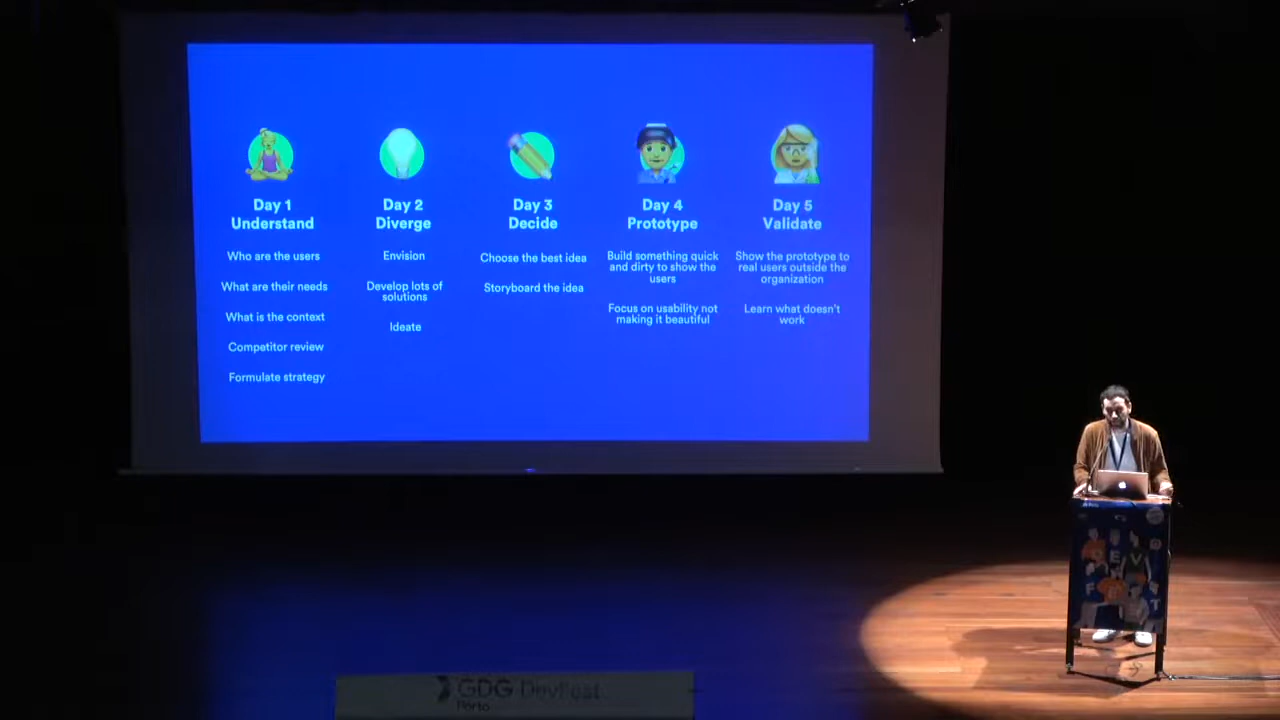 Day 1
Understand
Who are the users
What are their needs
What is the context
Competitor review
Formulate strategy
Day 2
Diverge
Envision
Develop lots of
solutions
Ideate
Day 3
Decide
Choose the best idea
Storyboard the idea
Day 4
Prototype
Build something quick
and dirty to show the
users
Focus on usability not
making it beautiful
Day 5
Validate
Show the prototype to
real users outside the
organization
Learn what doesn't
work
D E V
F E S T
GDG DevFest
Porto